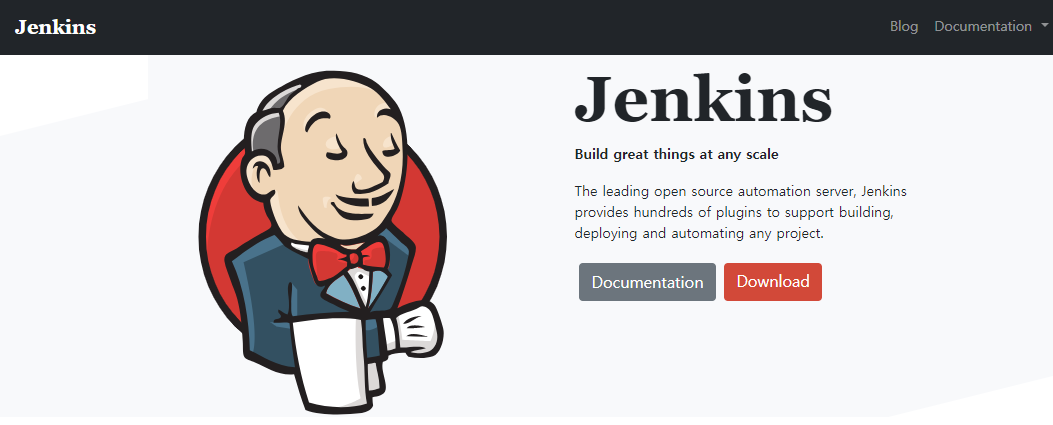 Jenkins
Blog
Documentation
Jenkins
Build great things at any scale
The leading open source automation server, Jenkins
provides hundreds of plugins to support building,
deploying and automating any project.
Documentation
Download